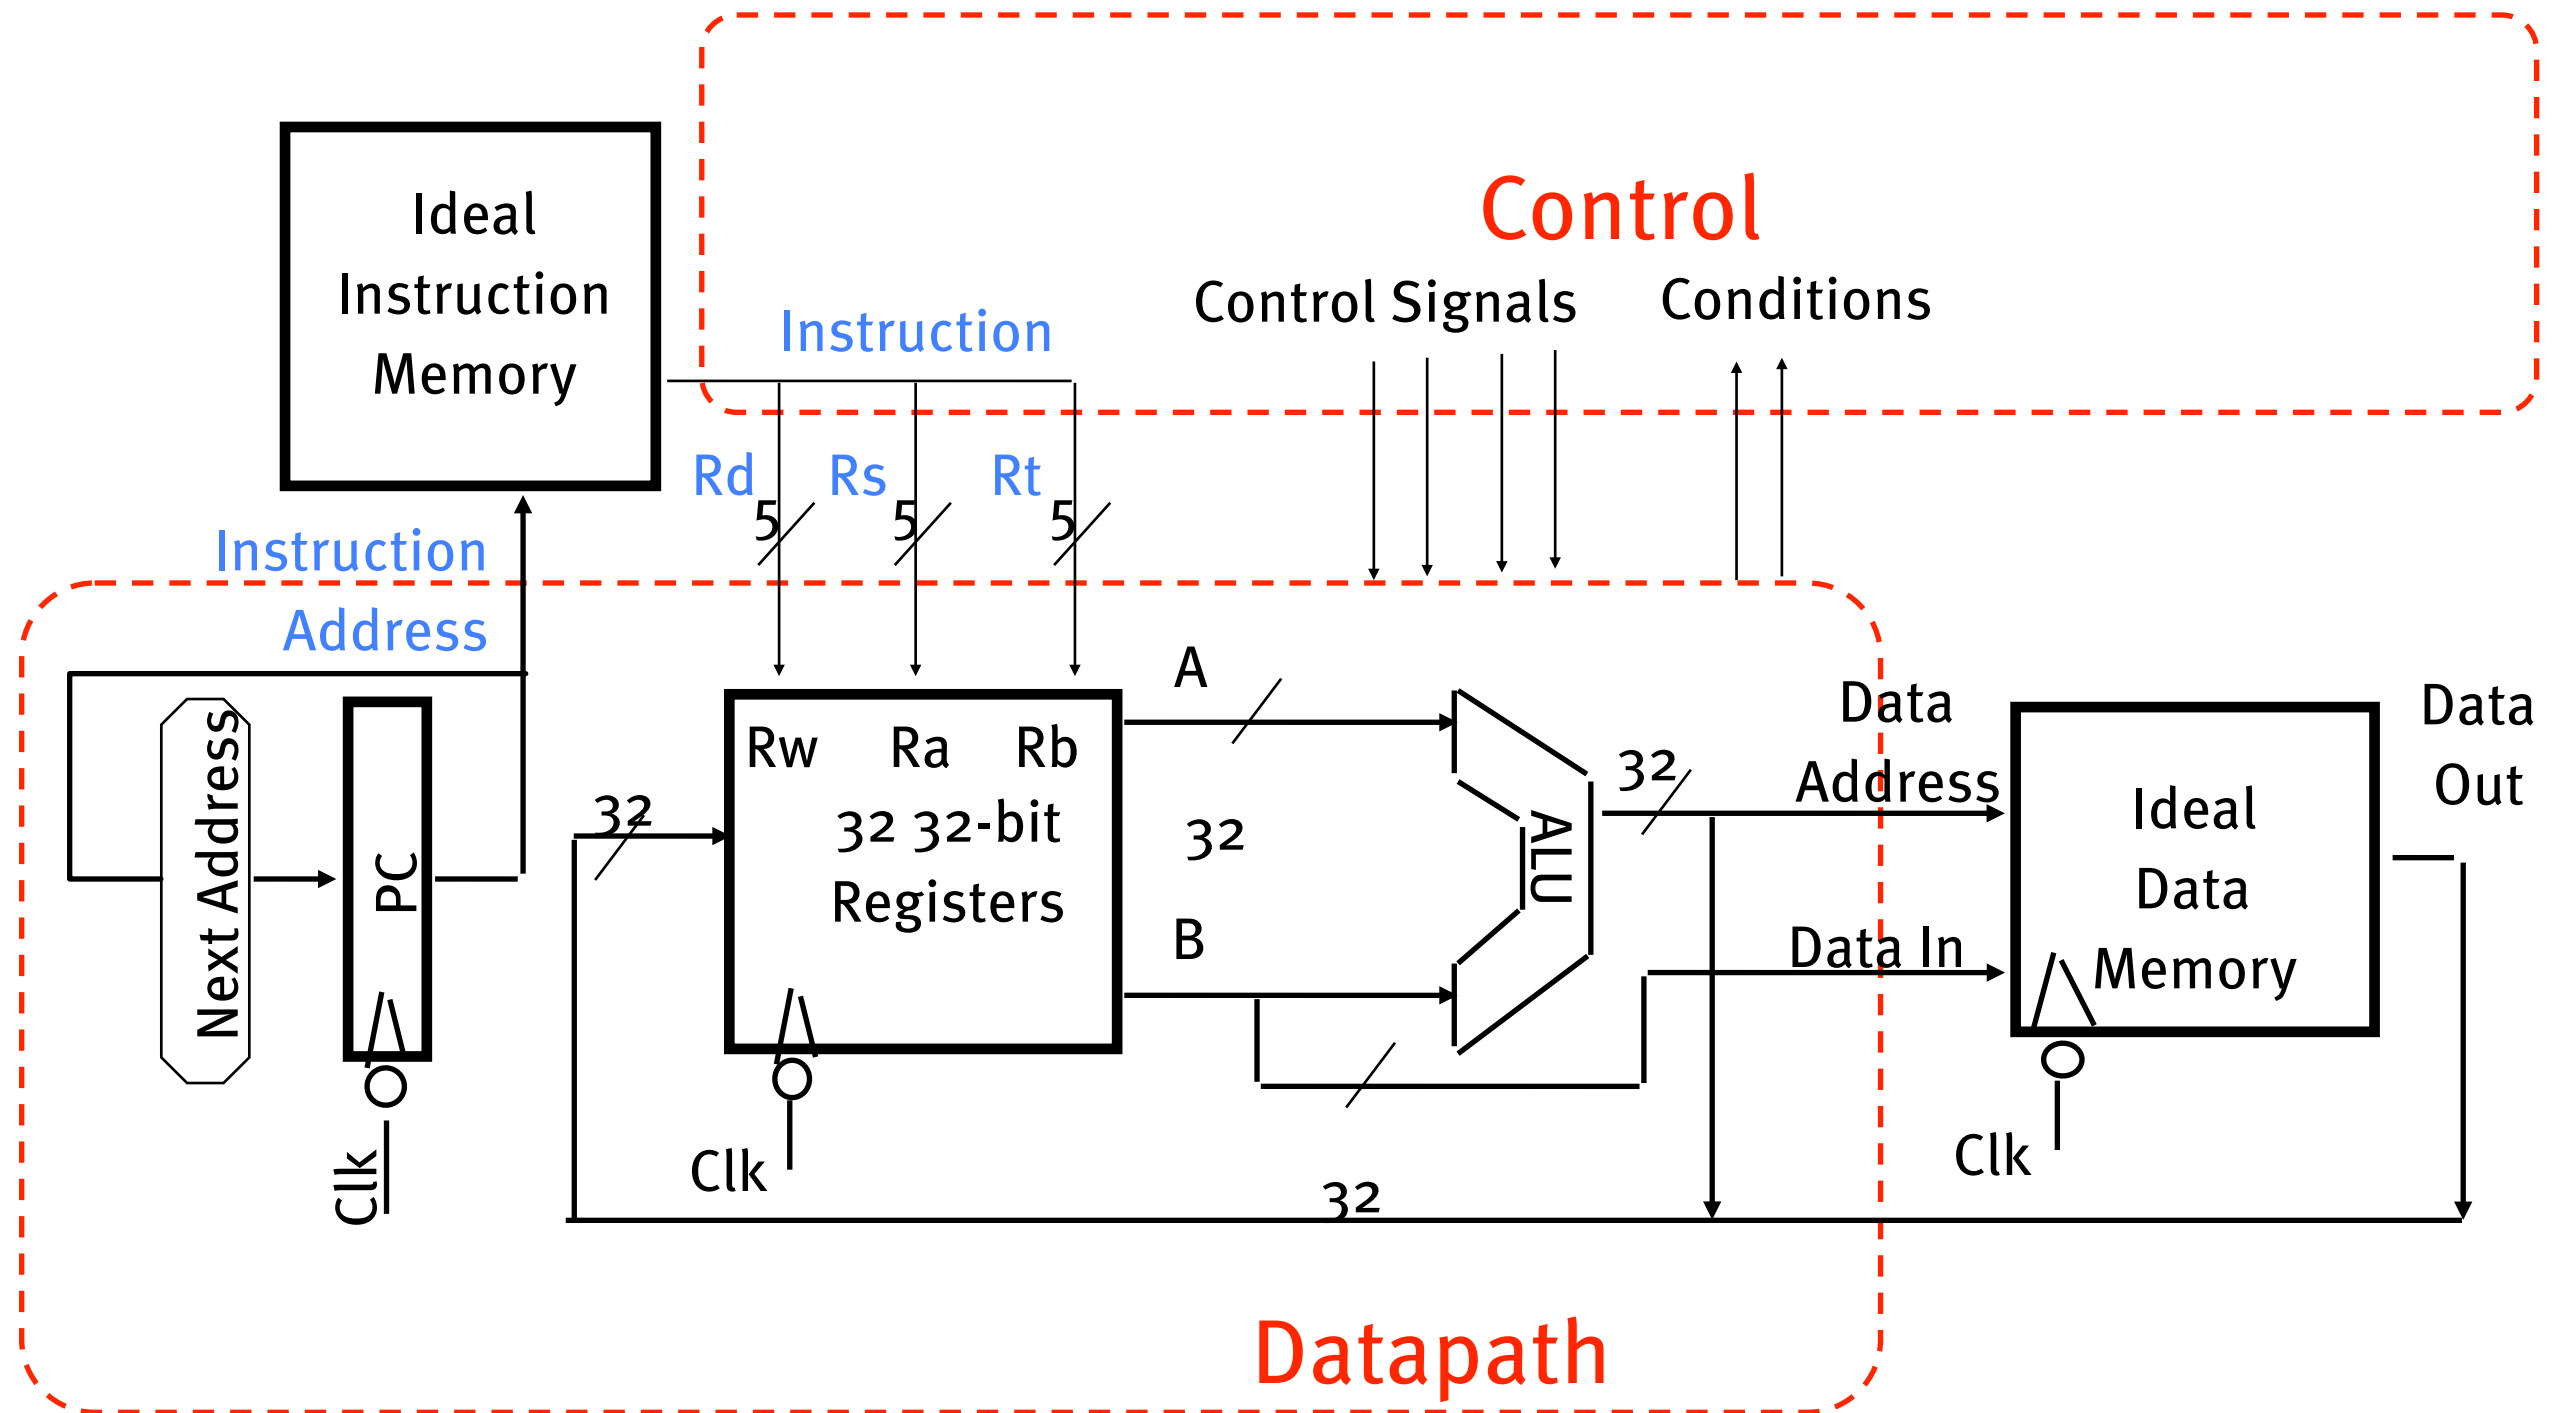 Control
Ideal
Instruction
Memory
Control Signals
Conditions
Instruction
Rd
Rs
Rt
5
5
5
Instruction
Address
A
Data
Address
Data
Out
Next Address
PC
Rw
Ra
Rb
32 32-bit
Registers
32
32
ALU
32
Ideal
Data
Memory
B
Data In
Clk
Clk
Clk
32
Datapath